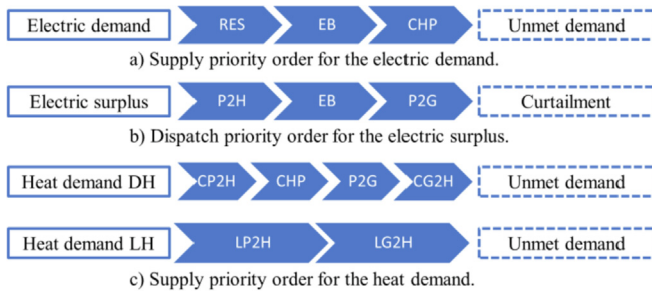 Electric demand RES EB CHP Unmet demand
a) Supply priority order for the electric demand.
Electric surplus P2H EB P2G Curtailment
b) Dispatch priority order for the electric surplus.
Heat demand DH CP2H CHP P2G CG2H Unmet demand
Heat demand LH LP2H LG2H Unmet demand
c) Supply priority order for the heat demand.